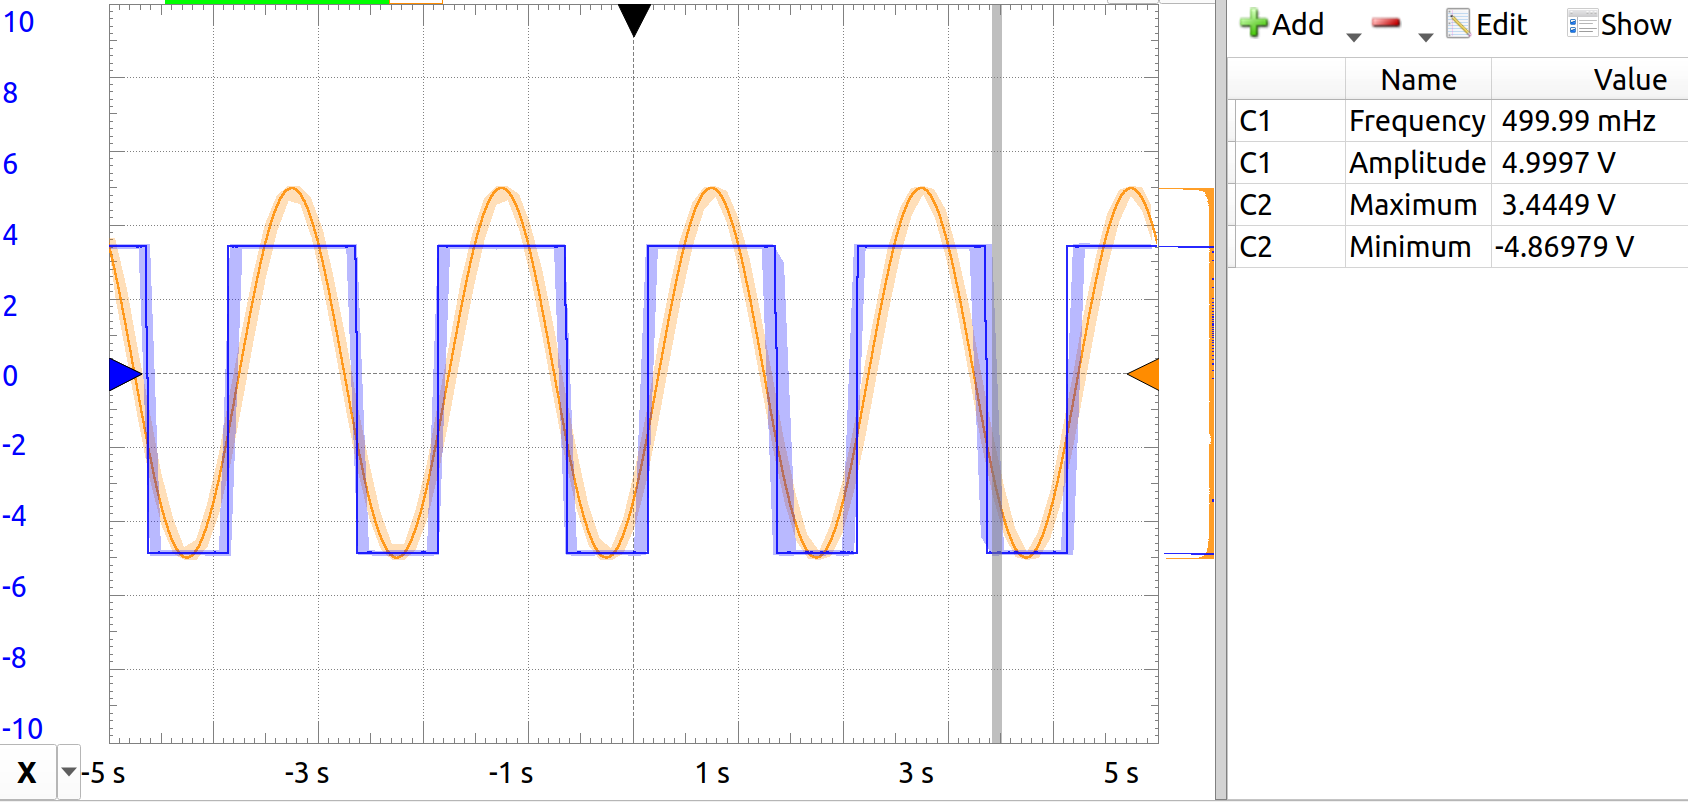 Add Edit Show
Name Value
C1 Frequency 499.99 mHz
C1 Amplitude 4.9997 V
C2 Maximum 3.4449 V
C2 Minimum -4.86979 V
10
8
6
4
2
0
-2
-4
-6
-8
-10
X -5 s -3 s -1 s 1 s 3 s 5 s